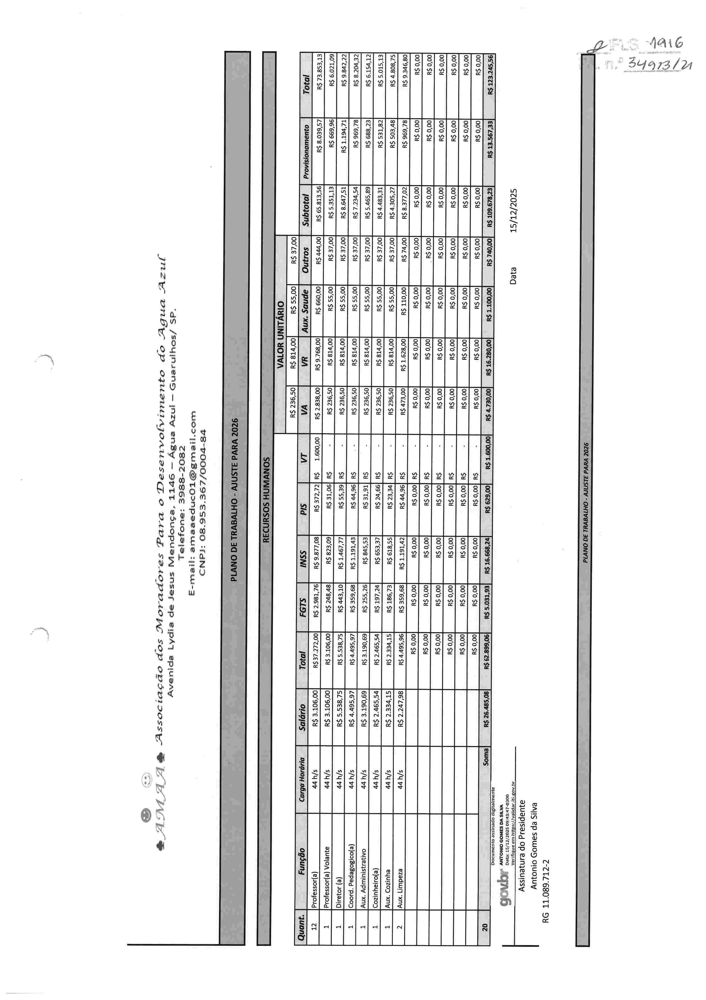 FLS 1916
n.º 34913/21
♣AMAA♣ Associação dos Moradores Para o Desenvolvimento do Agua Azul
Avenida Lydia de Jesus Mendonça, 1146 – Água Azul – Guarulhos/ SP.
Telefone: 3988-2082
E-mail: amaaeduc01@gmail.com
CNPJ: 08.953.367/0004-84
PLANO DE TRABALHO - AJUSTE PARA 2026
RECURSOS HUMANOS
VALOR UNITÁRIO
R$ 236,50 R$ 814,00 R$ 55,00 R$ 37,00
Quant. Função Carga Horária Salário Total FGTS INSS PIS VT VA VR Aux. Saude Outros Subtotal Provisionamento Total
12 Professor(a) 44 h/s R$ 3.106,00 R$ 37.272,00 R$ 2.981,76 R$ 9.877,08 R$ 372,72 R$ 1.600,00 R$ 2.838,00 R$ 9.768,00 R$ 660,00 R$ 444,00 R$ 65.813,56 R$ 8.039,57 R$ 73.853,13
1 Professor(a) Volante 44 h/s R$ 3.106,00 R$ 3.106,00 R$ 248,48 R$ 823,09 R$ 31,06 R$ - R$ 236,50 R$ 814,00 R$ 55,00 R$ 37,00 R$ 5.351,13 R$ 669,96 R$ 6.021,09
1 Diretor (a) 44 h/s R$ 5.538,75 R$ 5.538,75 R$ 443,10 R$ 1.467,77 R$ 55,39 R$ - R$ 236,50 R$ 814,00 R$ 55,00 R$ 37,00 R$ 8.647,51 R$ 1.194,71 R$ 9.842,22
1 Coord. Pedagogico(a) 44 h/s R$ 4.495,97 R$ 4.495,97 R$ 359,68 R$ 1.191,43 R$ 44,96 R$ - R$ 236,50 R$ 814,00 R$ 55,00 R$ 37,00 R$ 7.234,54 R$ 969,78 R$ 8.204,32
1 Aux. Administrativo 44 h/s R$ 3.190,69 R$ 3.190,69 R$ 255,26 R$ 845,53 R$ 31,91 R$ - R$ 236,50 R$ 814,00 R$ 55,00 R$ 37,00 R$ 5.465,89 R$ 688,23 R$ 6.154,12
1 Cozinheiro(a) 44 h/s R$ 2.465,54 R$ 2.465,54 R$ 197,24 R$ 653,37 R$ 24,66 R$ - R$ 236,50 R$ 814,00 R$ 55,00 R$ 37,00 R$ 4.483,31 R$ 531,82 R$ 5.015,13
1 Aux. Cozinha 44 h/s R$ 2.334,15 R$ 2.334,15 R$ 186,73 R$ 618,55 R$ 23,34 R$ - R$ 236,50 R$ 814,00 R$ 55,00 R$ 37,00 R$ 4.305,27 R$ 503,48 R$ 4.808,75
2 Aux. Limpeza 44 h/s R$ 2.247,98 R$ 4.495,96 R$ 359,68 R$ 1.191,42 R$ 44,96 R$ - R$ 473,00 R$ 1.628,00 R$ 110,00 R$ 74,00 R$ 8.377,02 R$ 969,78 R$ 9.346,80
R$ 0,00 R$ 0,00 R$ 0,00 R$ 0,00 R$ - R$ 0,00 R$ 0,00 R$ 0,00 R$ 0,00 R$ 0,00 R$ 0,00 R$ 0,00
R$ 0,00 R$ 0,00 R$ 0,00 R$ 0,00 R$ - R$ 0,00 R$ 0,00 R$ 0,00 R$ 0,00 R$ 0,00 R$ 0,00 R$ 0,00
R$ 0,00 R$ 0,00 R$ 0,00 R$ 0,00 R$ - R$ 0,00 R$ 0,00 R$ 0,00 R$ 0,00 R$ 0,00 R$ 0,00 R$ 0,00
R$ 0,00 R$ 0,00 R$ 0,00 R$ 0,00 R$ - R$ 0,00 R$ 0,00 R$ 0,00 R$ 0,00 R$ 0,00 R$ 0,00 R$ 0,00
R$ 0,00 R$ 0,00 R$ 0,00 R$ 0,00 R$ - R$ 0,00 R$ 0,00 R$ 0,00 R$ 0,00 R$ 0,00 R$ 0,00 R$ 0,00
R$ 0,00 R$ 0,00 R$ 0,00 R$ 0,00 R$ - R$ 0,00 R$ 0,00 R$ 0,00 R$ 0,00 R$ 0,00 R$ 0,00 R$ 0,00
20 Soma R$ 26.485,08 R$ 62.899,06 R$ 5.031,93 R$ 16.668,24 R$ 629,00 R$ 1.600,00 R$ 4.730,00 R$ 16.280,00 R$ 1.100,00 R$ 740,00 R$ 109.678,23 R$ 13.567,33 R$ 123.245,56
gov.br Documento assinado digitalmente
ANTONIO GOMES DA SILVA
Data: 15/12/2025 09:43:47-0300
Verifique em https://validar.iti.gov.br
Data 15/12/2025
Assinatura do Presidente
Antonio Gomes da Silva
RG 11.089.712-2
PLANO DE TRABALHO - AJUSTE PARA 2026